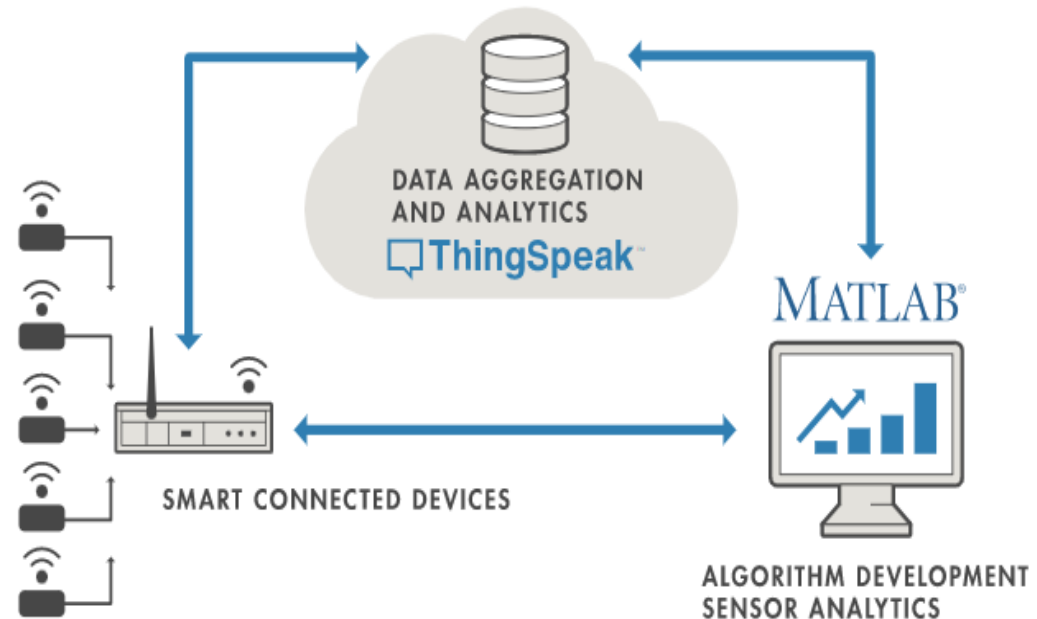 DATA AGGREGATION
AND ANALYTICS
ThingSpeak™
MATLAB®
SMART CONNECTED DEVICES
ALGORITHM DEVELOPMENT
SENSOR ANALYTICS